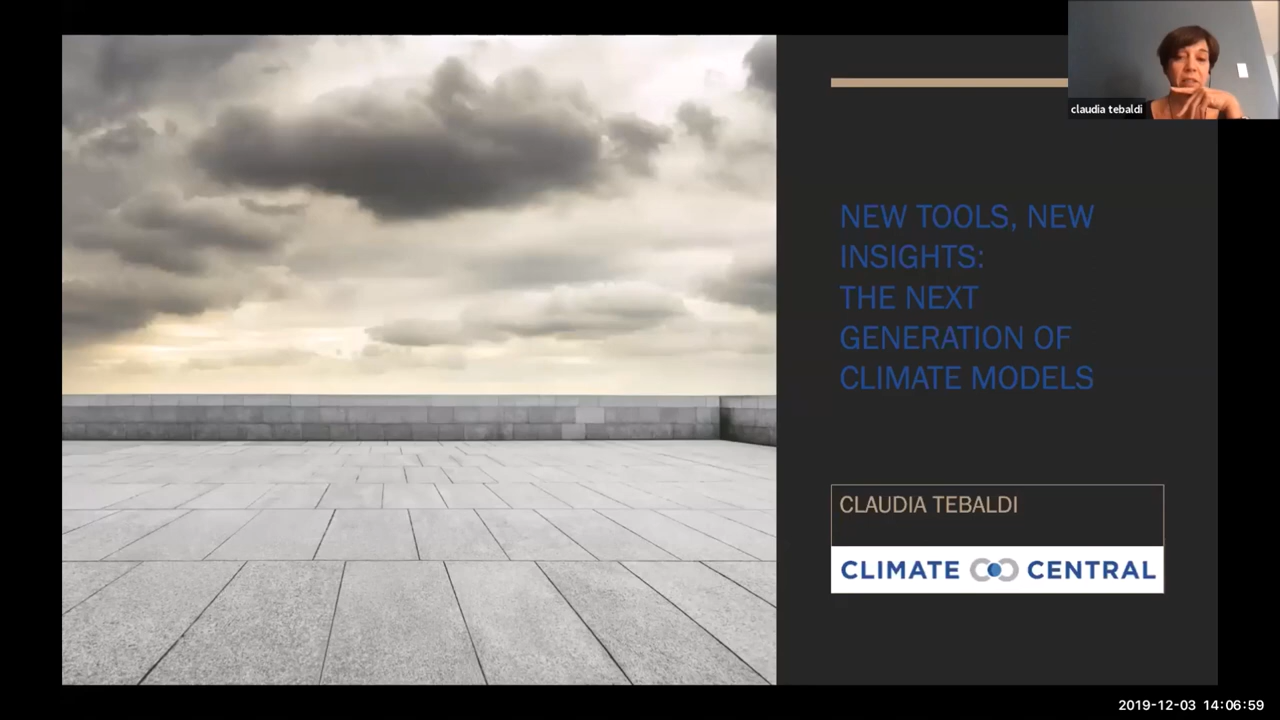 claudia tebaldi
NEW TOOLS, NEW
INSIGHTS:
THE NEXT
GENERATION OF
CLIMATE MODELS
CLAUDIA TEBALDI
CLIMATE CENTRAL
2019-12-03 14:06:59